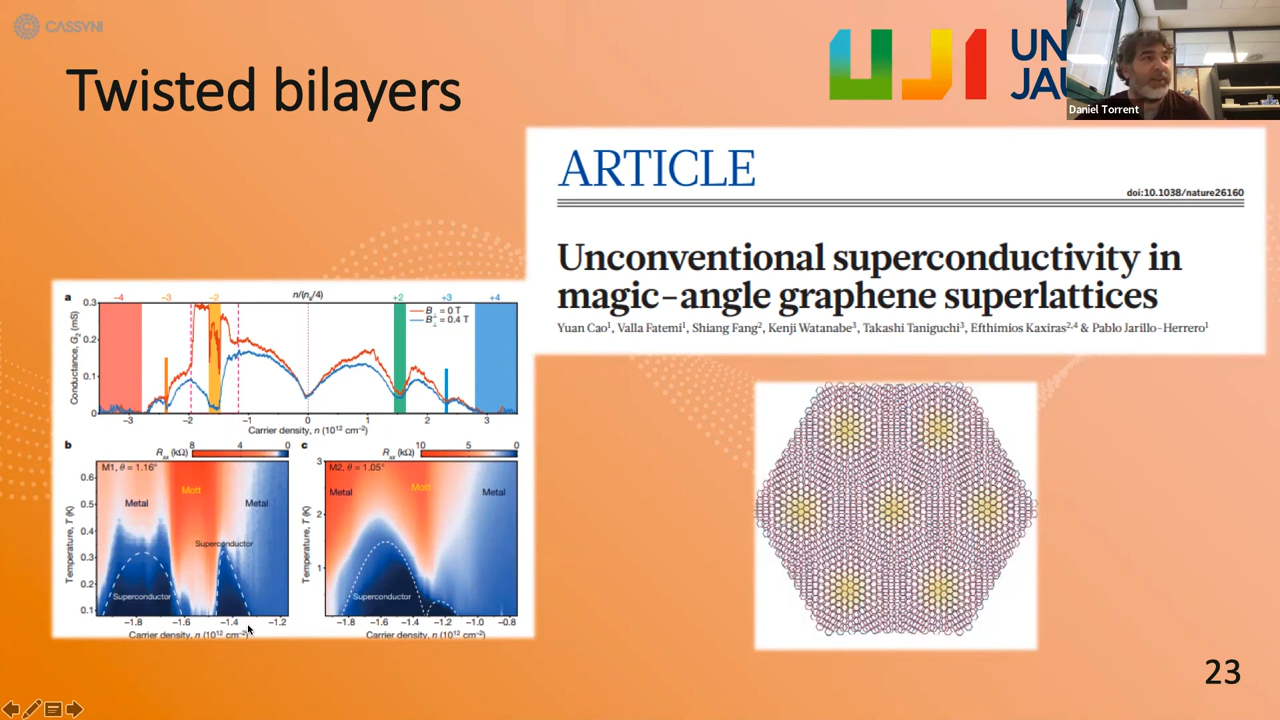 CASSYNI
Twisted bilayers
UJI
UN
JAU
Daniel Torrent
ARTICLE
doi:10.1038/nature26160
Unconventional superconductivity in
magic-angle graphene superlattices
Yuan Cao1, Valla Fatemi1, Shiang Fang2, Kenji Watanabe3, Takashi Taniguchi3, Efthimios Kaxiras2,4 & Pablo Jarillo-Herrero1
a
n/(ns/4)
−4 −3 −2 +2 +3 +4
B⊥ = 0 T
B⊥ = 0.4 T
Conductance, G2 (mS)
0.3
0.2
0.1
0
−3 −2 −1 0 1 2 3
Carrier density, n (10¹² cm⁻²)
b
Rxx (kΩ)
8 4 0
M1, θ = 1.16°
Mott
Metal
Metal
Superconductor
Superconductor
Temperature, T (K)
0.6
0.5
0.4
0.3
0.2
0.1
−1.8 −1.6 −1.4 −1.2
Carrier density, n (10¹² cm⁻²)
c
Rxx (kΩ)
10 5 0
M2, θ = 1.05°
Metal
Mott
Metal
Superconductor
Temperature, T (K)
3
2
1
−1.8 −1.6 −1.4 −1.2 −1.0 −0.8
Carrier density, n (10¹² cm⁻²)
23